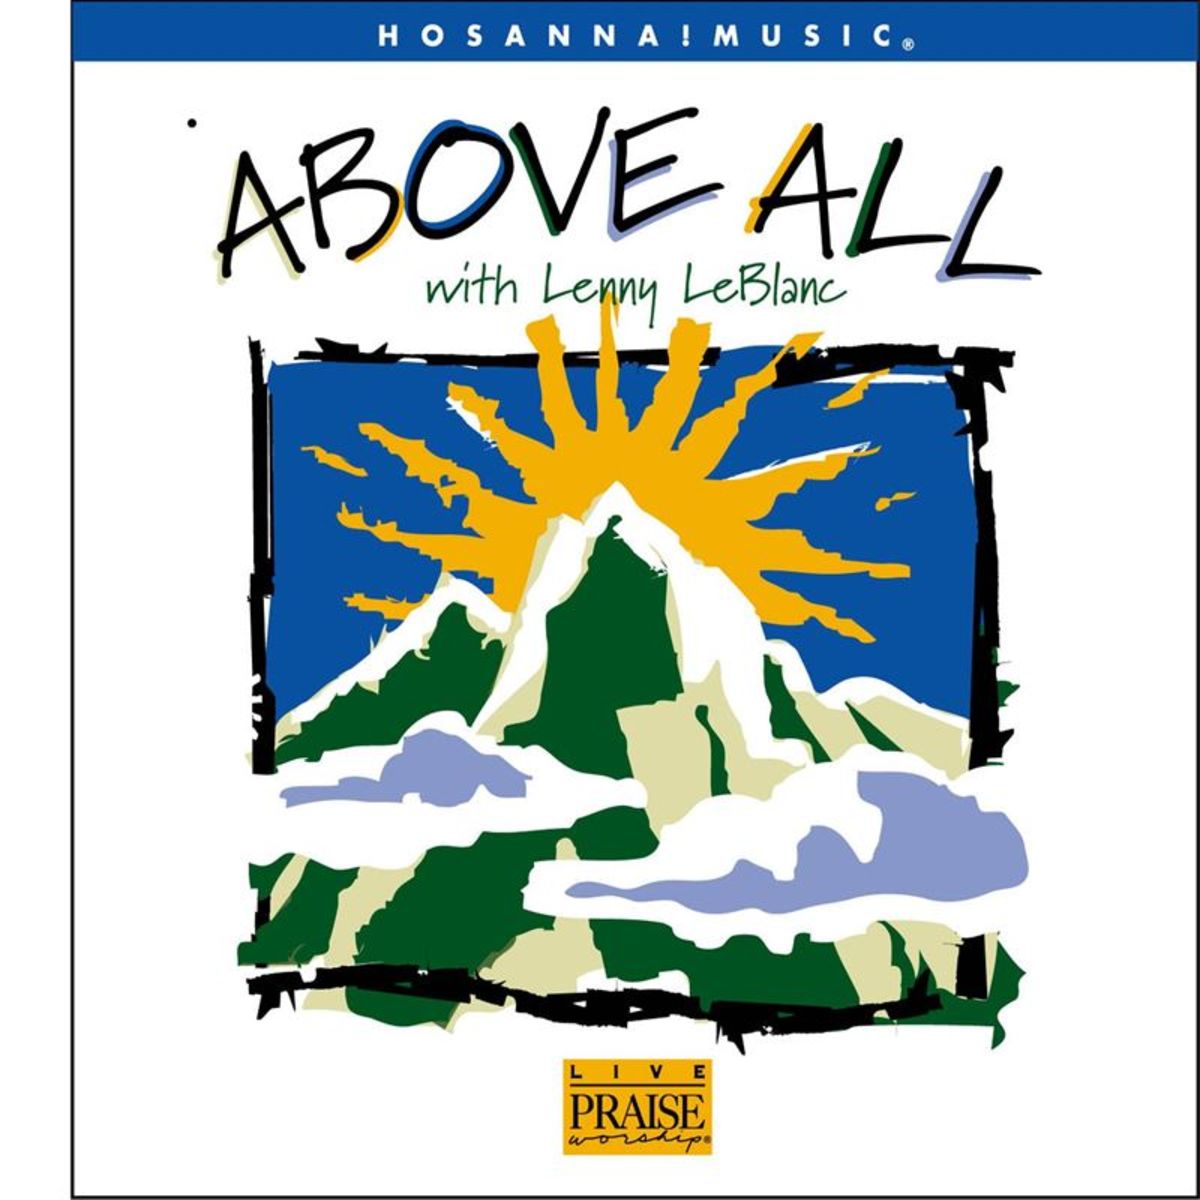 HOSANNA! MUSIC®
ABOVE ALL
with Lenny LeBlanc
LIVE
PRAISE
worship®